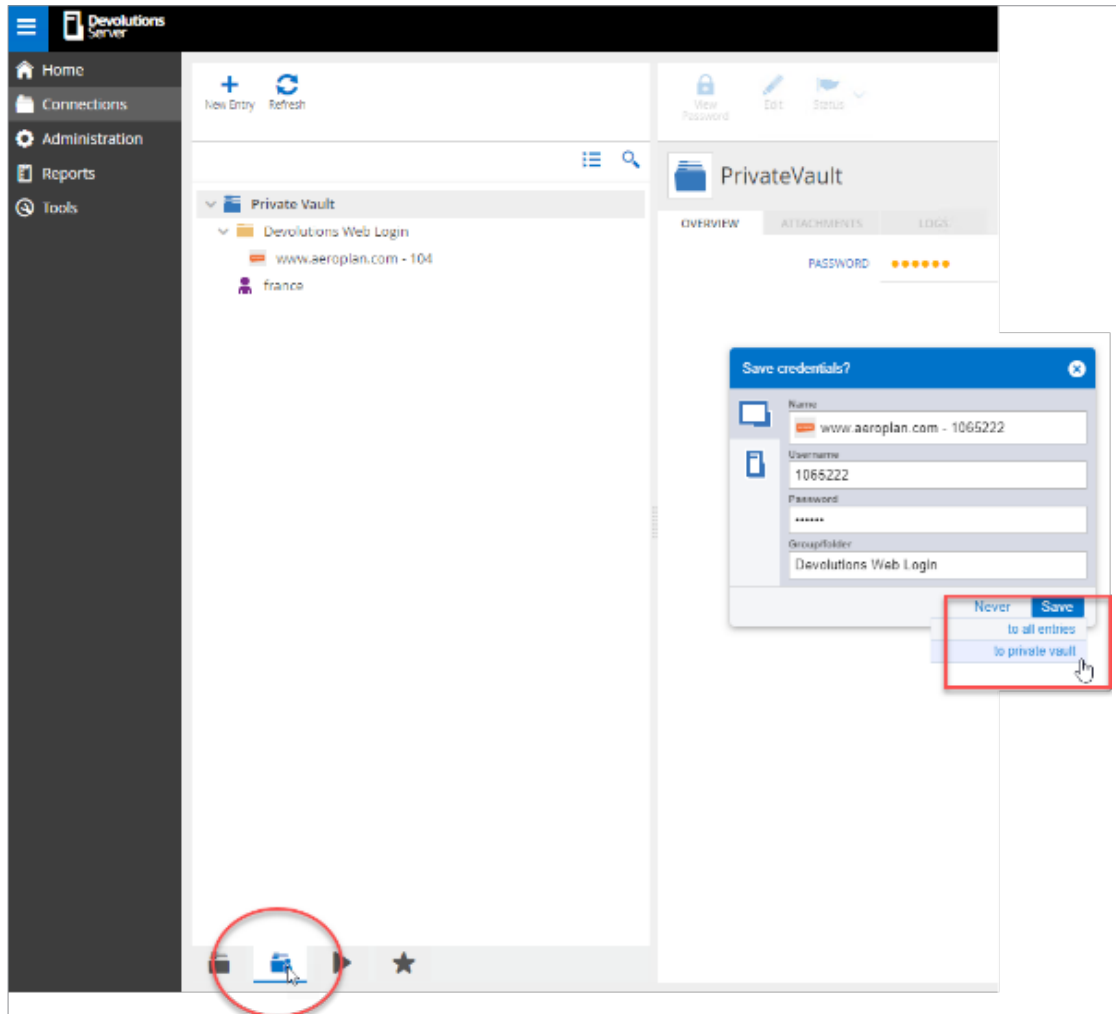 Devolutions
Server
Home
Connections
Administration
Reports
Tools
New Entry
Refresh
Private Vault
Devolutions Web Login
www.aeroplan.com - 104
france
View
Password
Edit
Status
PrivateVault
OVERVIEW
ATTACHMENTS
LOGS
PASSWORD
Save credentials?
Name
www.aeroplan.com - 1065222
Username
1065222
Password
Group/folder
Devolutions Web Login
Never
Save
to all entries
to private vault